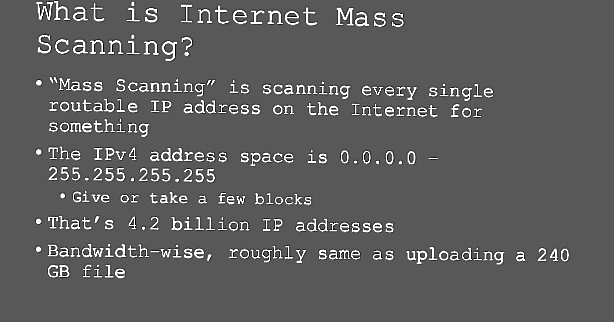 What is Internet Mass
Scanning?
• “Mass Scanning” is scanning every single
routable IP address on the Internet for
something
• The IPv4 address space is 0.0.0.0 –
255.255.255.255
• Give or take a few blocks
• That’s 4.2 billion IP addresses
• Bandwidth-wise, roughly same as uploading a 240
GB file